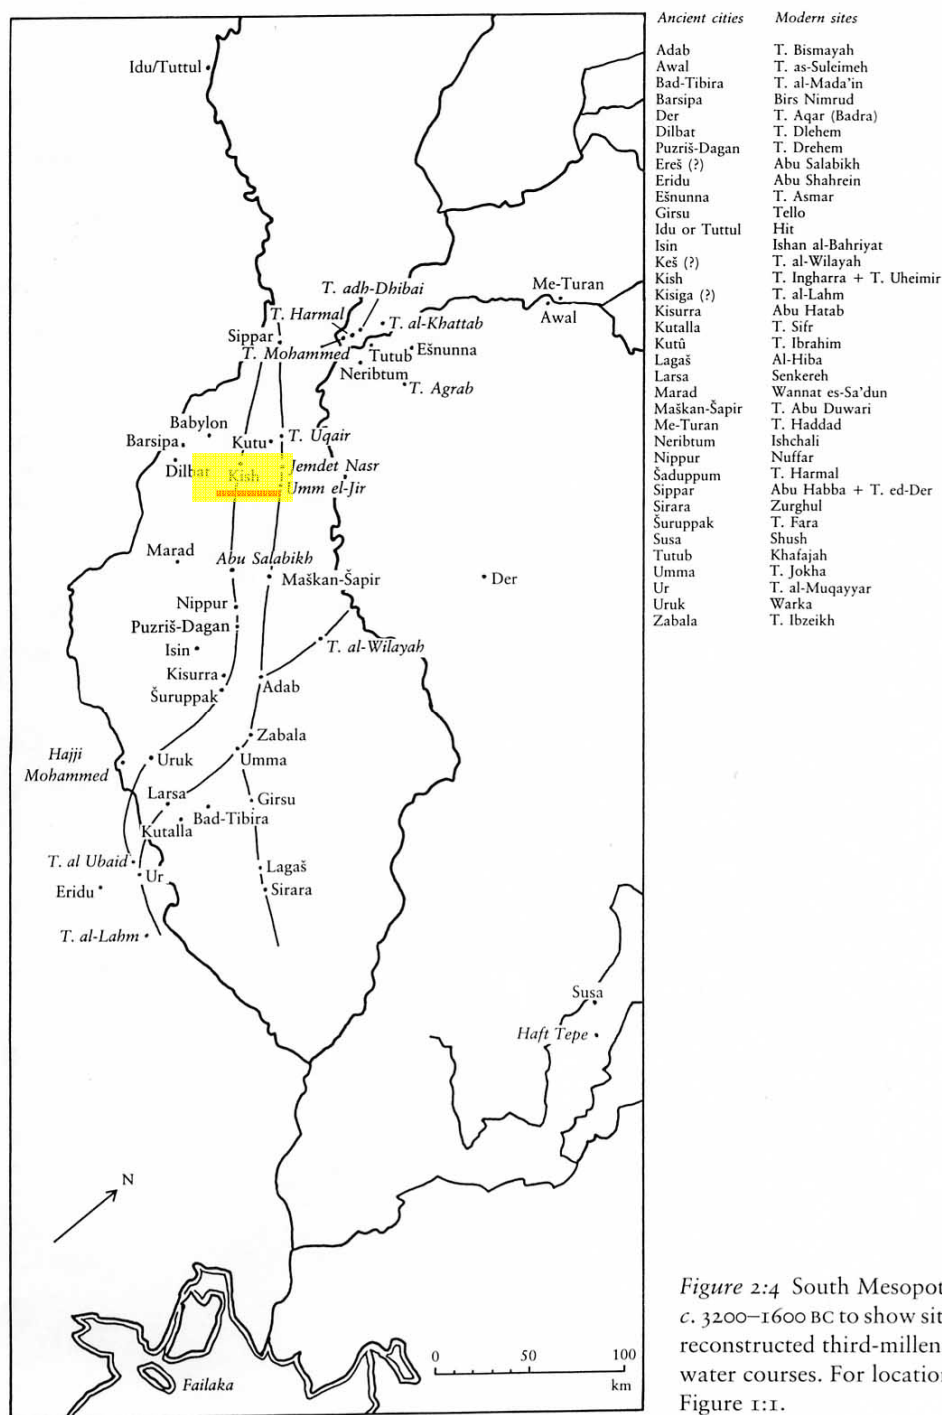 Idu/Tuttul
T. adh-Dhibai
Me-Turan
T. Harmal
Awal
T. al-Khattab
Sippar
T. Mohammed
Tutub
Ešnunna
Neribtum
T. Agrab
Babylon
Barsipa
Kutu
T. Uqair
Dilbat
Kish
Jemdet Nasr
Umm el-Jir
Marad
Abu Salabikh
Maškan-Šapir
Der
Nippur
Puzriš-Dagan
T. al-Wilayah
Isin
Kisurra
Šuruppak
Adab
Zabala
Hajji
Mohammed
Uruk
Umma
Larsa
Girsu
Kutalla
Bad-Tibira
T. al Ubaid
Ur
Lagaš
Eridu
Sirara
T. al-Lahm
Susa
Haft Tepe
N
Failaka
0 50 100
km
Ancient cities Modern sites
Adab T. Bismayah
Awal T. as-Suleimeh
Bad-Tibira T. al-Mada'in
Barsipa Birs Nimrud
Der T. Aqar (Badra)
Dilbat T. Dlehem
Puzriš-Dagan T. Drehem
Ereš (?) Abu Salabikh
Eridu Abu Shahrein
Ešnunna T. Asmar
Girsu Tello
Idu or Tuttul Hit
Isin Ishan al-Bahriyat
Keš (?) T. al-Wilayah
Kish T. Ingharra + T. Uheimir
Kisiga (?) T. al-Lahm
Kisurra Abu Hatab
Kutalla T. Sifr
Kutû T. Ibrahim
Lagaš Al-Hiba
Larsa Senkereh
Marad Wannat es-Sa'dun
Maškan-Šapir T. Abu Duwari
Me-Turan T. Haddad
Neribtum Ishchali
Nippur Nuffar
Šaduppum T. Harmal
Sippar Abu Habba + T. ed-Der
Sirara Zurghul
Šuruppak T. Fara
Susa Shush
Tutub Khafajah
Umma T. Jokha
Ur T. al-Muqayyar
Uruk Warka
Zabala T. Ibzeikh
Figure 2:4 South Mesopot
c. 3200–1600 BC to show sit
reconstructed third-millen
water courses. For location
Figure 1:1.